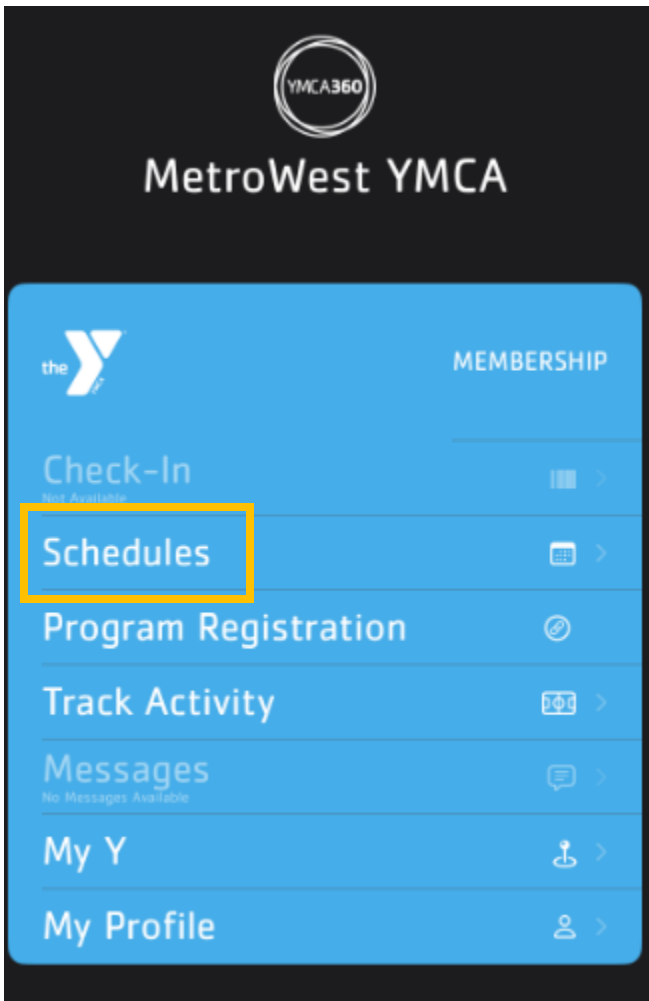 YMCA360
MetroWest YMCA
the
YMCA
MEMBERSHIP
Check-In
Not Available
Schedules
Program Registration
Track Activity
Messages
No Messages Available
My Y
My Profile